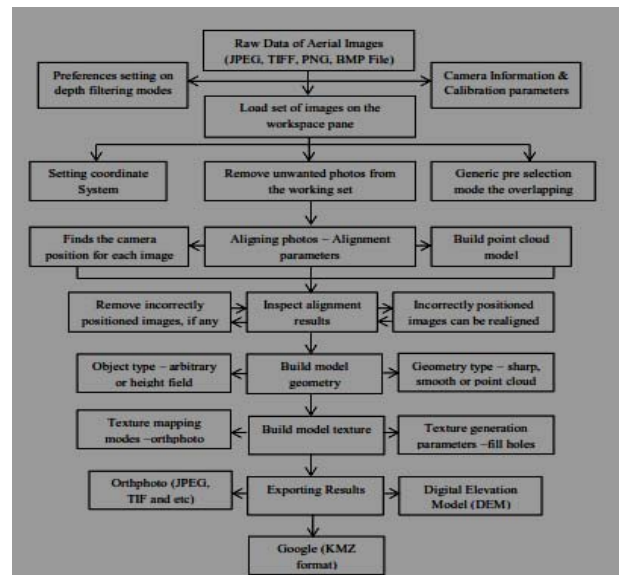 Raw Data of Aerial Images
(JPEG, TIFF, PNG, BMP File)
Preferences setting on
depth filtering modes
Camera Information &
Calibration parameters
Load set of images on the
workspace pane
Setting coordinate
System
Remove unwanted photos from
the working set
Generic pre selection
mode the overlapping
Finds the camera
position for each image
Aligning photos – Alignment
parameters
Build point cloud
model
Remove incorrectly
positioned images, if any
Inspect alignment
results
Incorrectly positioned
images can be realigned
Object type – arbitrary
or height field
Build model
geometry
Geometry type – sharp,
smooth or point cloud
Texture mapping
modes –orthphoto
Build model texture
Texture generation
parameters –fill holes
Orthphoto (JPEG,
TIF and etc)
Exporting Results
Digital Elevation
Model (DEM)
Google (KMZ
format)